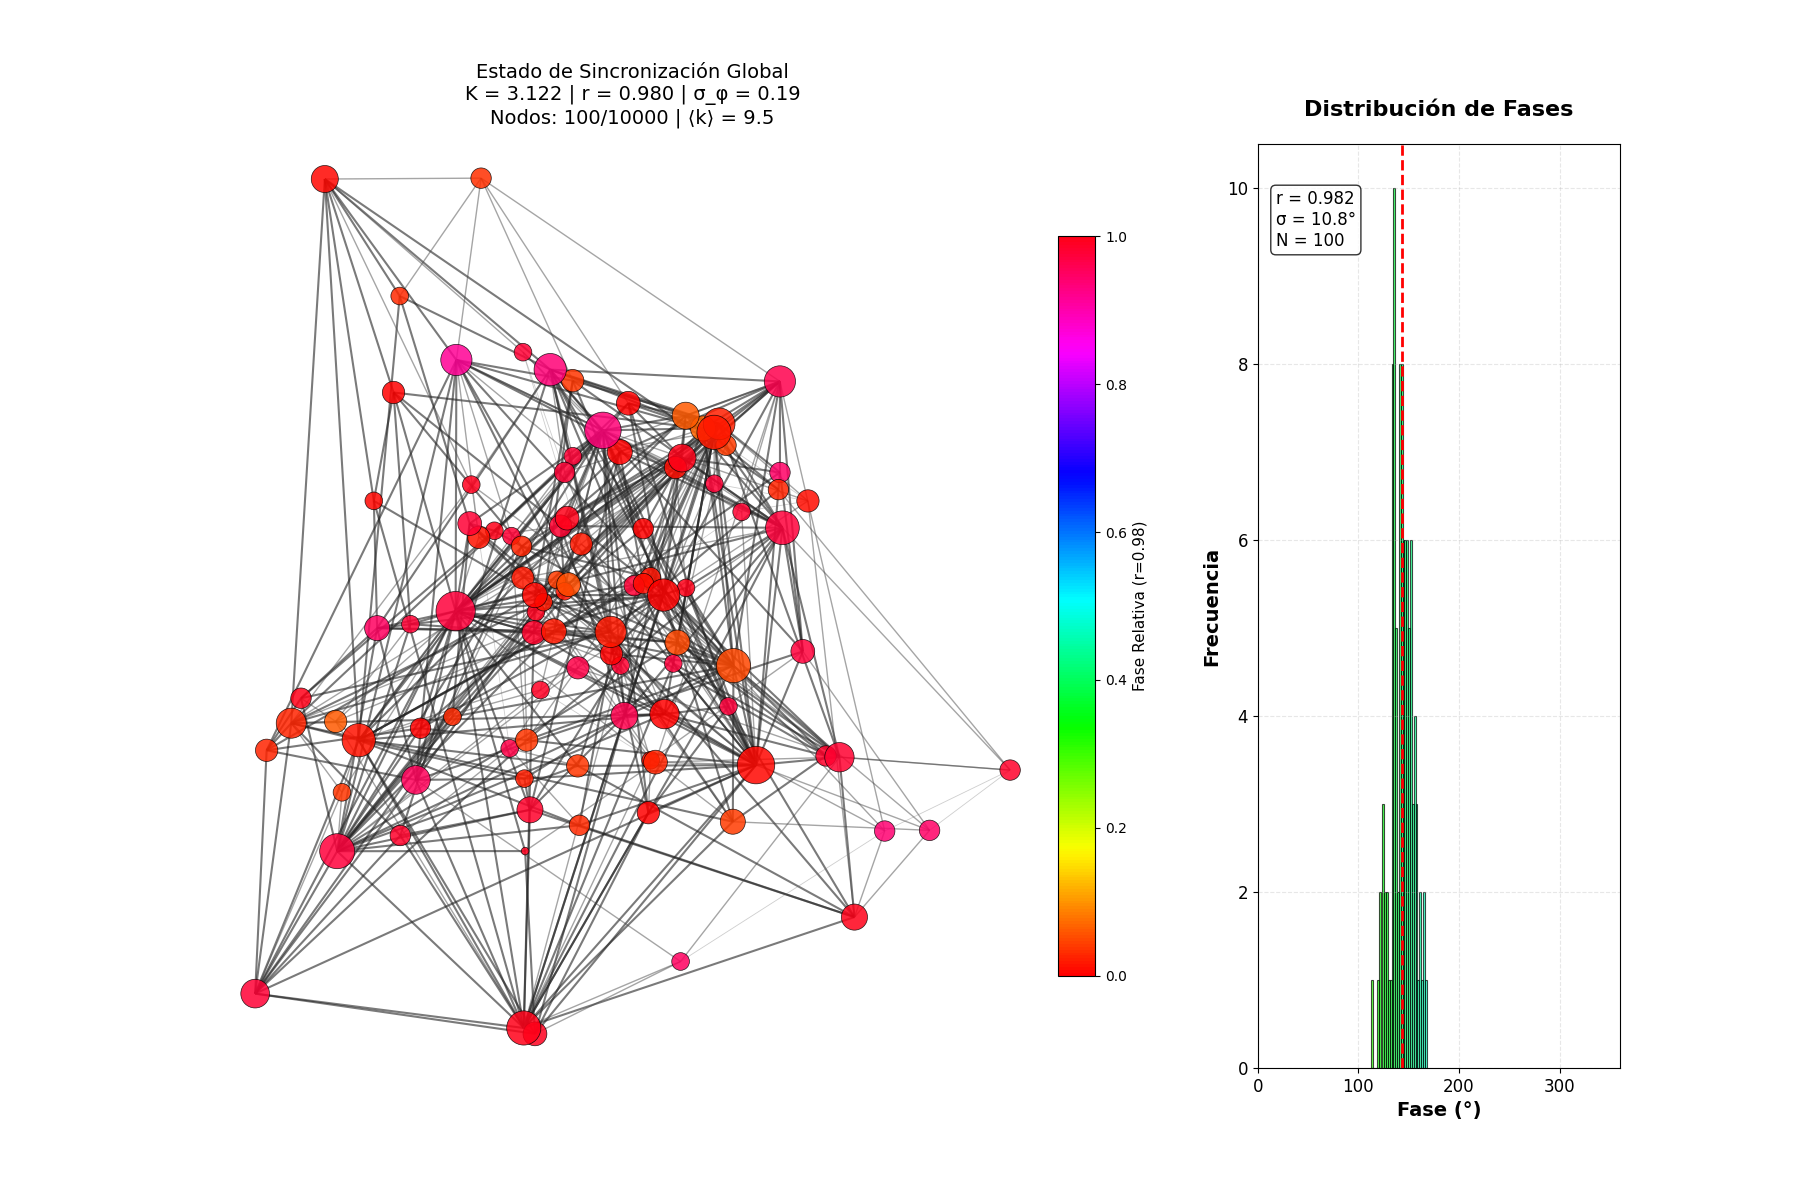 Estado de Sincronización Global
K = 3.122 | r = 0.980 | σ_φ = 0.19
Nodos: 100/10000 | ⟨k⟩ = 9.5
1.0
0.8
0.6
0.4
0.2
0.0
Fase Relativa (r=0.98)
Distribución de Fases
r = 0.982
σ = 10.8°
N = 100
10
8
6
4
2
0
Frecuencia
0 100 200 300
Fase (°)